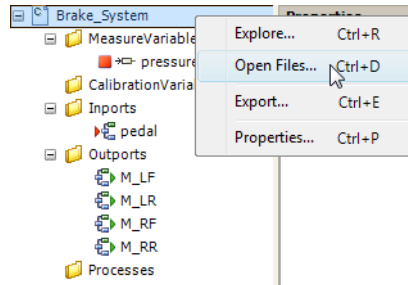 Brake_System
MeasureVariable
pressure
CalibrationVaria
Inports
pedal
Outports
M_LF
M_LR
M_RF
M_RR
Processes
Explore... Ctrl+R
Open Files... Ctrl+D
Export... Ctrl+E
Properties... Ctrl+P